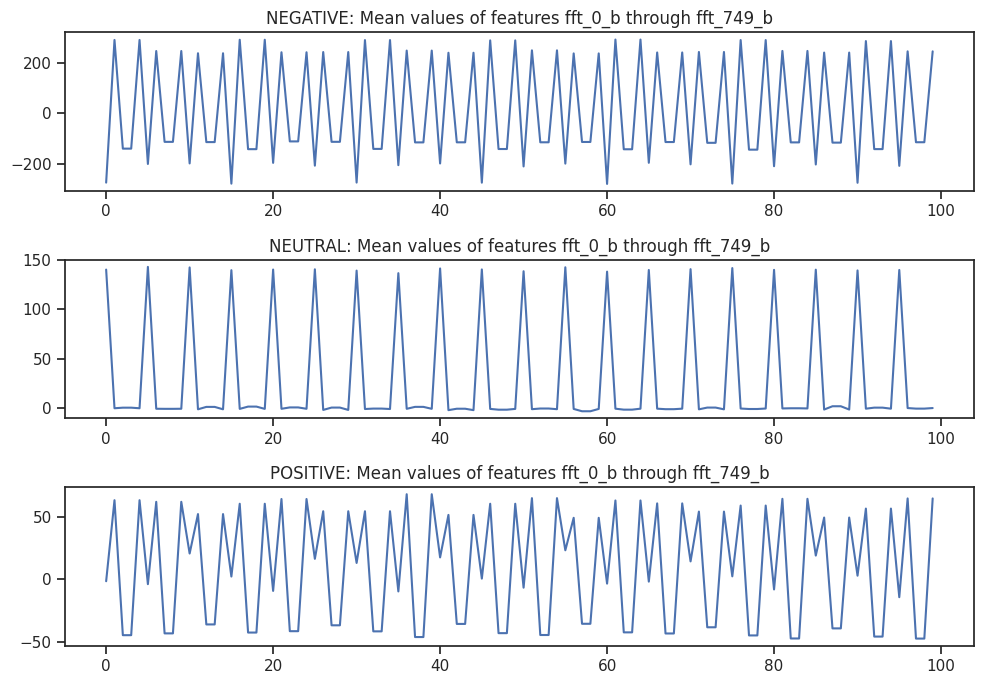 NEGATIVE: Mean values of features fft_0_b through fft_749_b
200
0
−200
0 20 40 60 80 100
NEUTRAL: Mean values of features fft_0_b through fft_749_b
150
100
50
0
0 20 40 60 80 100
POSITIVE: Mean values of features fft_0_b through fft_749_b
50
0
−50
0 20 40 60 80 100